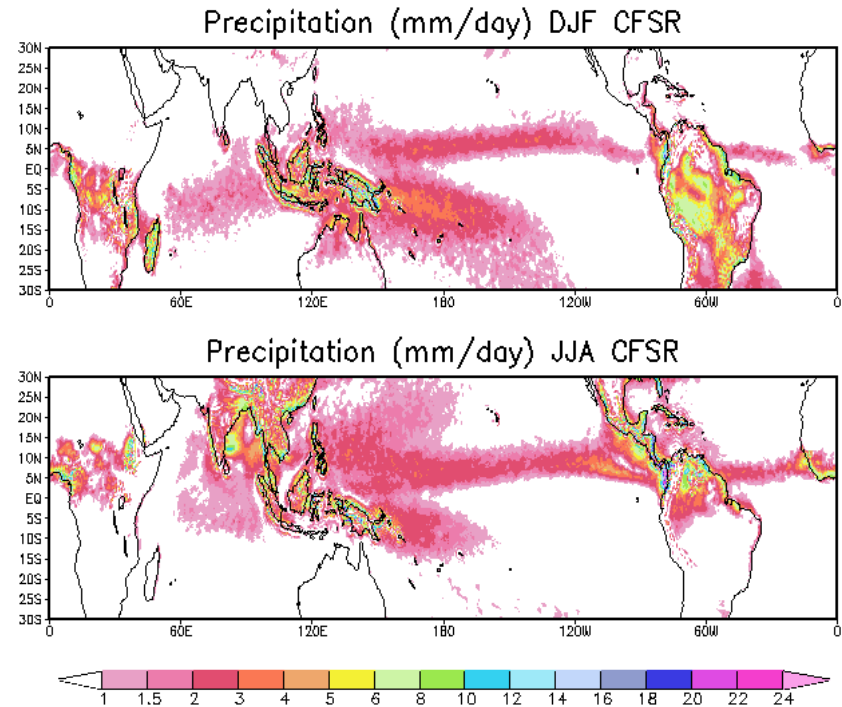 Precipitation (mm/day) DJF CFSR
30N
25N
20N
15N
10N
5N
EQ
5S
10S
15S
20S
25S
30S
0 60E 120E 180 120W 60W 0
Precipitation (mm/day) JJA CFSR
30N
25N
20N
15N
10N
5N
EQ
5S
10S
15S
20S
25S
30S
0 60E 120E 180 120W 60W 0
1 1.5 2 3 4 5 6 8 10 12 14 16 18 20 22 24